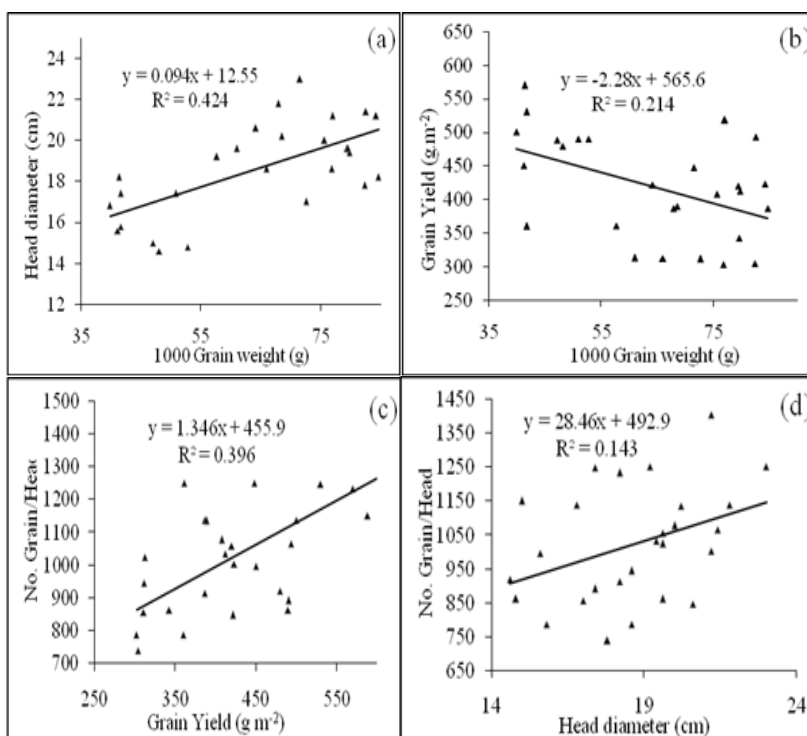 (a)
y = 0.094x + 12.55
R² = 0.424
24
22
20
18
16
14
12
Head diameter (cm)
35
55
75
1000 Grain weight (g)
(b)
y = -2.28x + 565.6
R² = 0.214
650
600
550
500
450
400
350
300
250
Grain Yield (g.m-²)
35
55
75
1000 Grain weight (g)
(c)
y = 1.346x + 455.9
R² = 0.396
1500
1400
1300
1200
1100
1000
900
800
700
No. Grain/Head
250
350
450
550
Grain Yield (g m-²)
(d)
y = 28.46x + 492.9
R² = 0.143
1450
1350
1250
1150
1050
950
850
750
650
No. Grain/Head
14
19
24
Head diameter (cm)